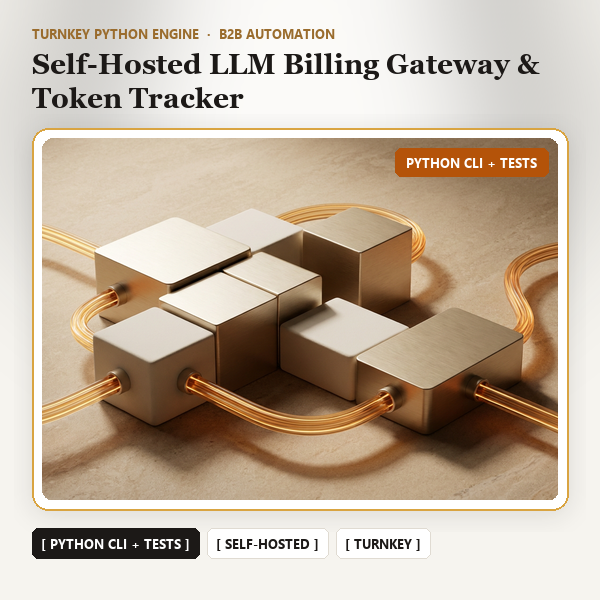 TURNKEY PYTHON ENGINE · B2B AUTOMATION
Self-Hosted LLM Billing Gateway &
Token Tracker
PYTHON CLI + TESTS
[ PYTHON CLI + TESTS ] [ SELF-HOSTED ] [ TURNKEY ]